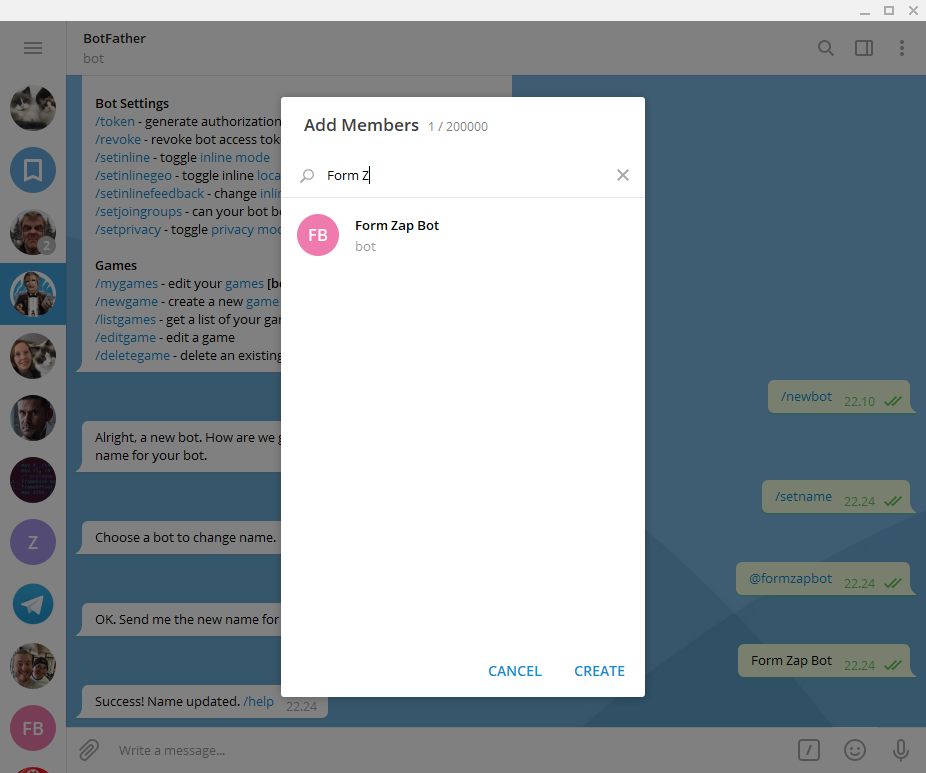 BotFather
bot
Bot Settings
/token - generate authorization
/revoke - revoke bot access
/setinline - toggle inline mode
/setinlinegeo - toggle inline
/setinlinefeedback - change
/setjoingroups - can your bot
/setprivacy - toggle privacy
Games
/mygames - edit your games
/newgame - create a new game
/listgames - get a list of your
/editgame - edit a game
/deletegame - delete an existing
/newbot 22.10
Alright, a new bot. How are we
name for your bot.
/setname 22.24
Choose a bot to change name.
@formzapbot 22.24
OK. Send me the new name for
Form Zap Bot 22.24
Success! Name updated. /help 22.24
Write a message...
2
Z
FB
Add Members 1 / 200000
Form Z
FB
Form Zap Bot
bot
CANCEL CREATE